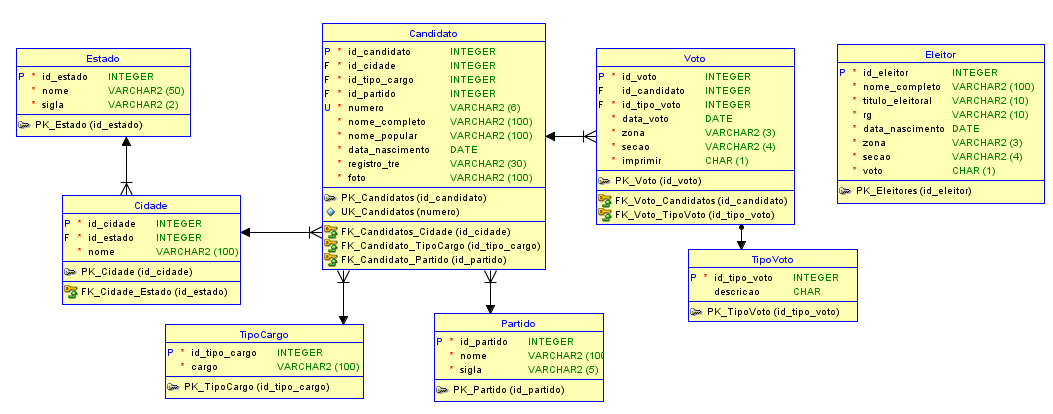 Estado
P * id_estado INTEGER
* nome VARCHAR2 (50)
* sigla VARCHAR2 (2)
PK_Estado (id_estado)
Candidato
P * id_candidato INTEGER
F * id_cidade INTEGER
F * id_tipo_cargo INTEGER
F * id_partido INTEGER
U * numero VARCHAR2 (6)
* nome_completo VARCHAR2 (100)
* nome_popular VARCHAR2 (100)
* data_nascimento DATE
* registro_tre VARCHAR2 (30)
* foto VARCHAR2 (100)
PK_Candidatos (id_candidato)
UK_Candidatos (numero)
FK_Candidatos_Cidade (id_cidade)
FK_Candidato_TipoCargo (id_tipo_cargo)
FK_Candidato_Partido (id_partido)
Voto
P * id_voto INTEGER
F id_candidato INTEGER
F * id_tipo_voto INTEGER
* data_voto DATE
* zona VARCHAR2 (3)
* secao VARCHAR2 (4)
* imprimir CHAR (1)
PK_Voto (id_voto)
FK_Voto_Candidatos (id_candidato)
FK_Voto_TipoVoto (id_tipo_voto)
Eleitor
P * id_eleitor INTEGER
* nome_completo VARCHAR2 (100)
* titulo_eleitoral VARCHAR2 (10)
* rg VARCHAR2 (10)
* data_nascimento DATE
* zona VARCHAR2 (3)
* secao VARCHAR2 (4)
* voto CHAR (1)
PK_Eleitores (id_eleitor)
Cidade
P * id_cidade INTEGER
F * id_estado INTEGER
* nome VARCHAR2 (100)
PK_Cidade (id_cidade)
FK_Cidade_Estado (id_estado)
TipoVoto
P * id_tipo_voto INTEGER
descricao CHAR
PK_TipoVoto (id_tipo_voto)
TipoCargo
P * id_tipo_cargo INTEGER
* cargo VARCHAR2 (100)
PK_TipoCargo (id_tipo_cargo)
Partido
P * id_partido INTEGER
* nome VARCHAR2 (100
* sigla VARCHAR2 (5)
PK_Partido (id_partido)